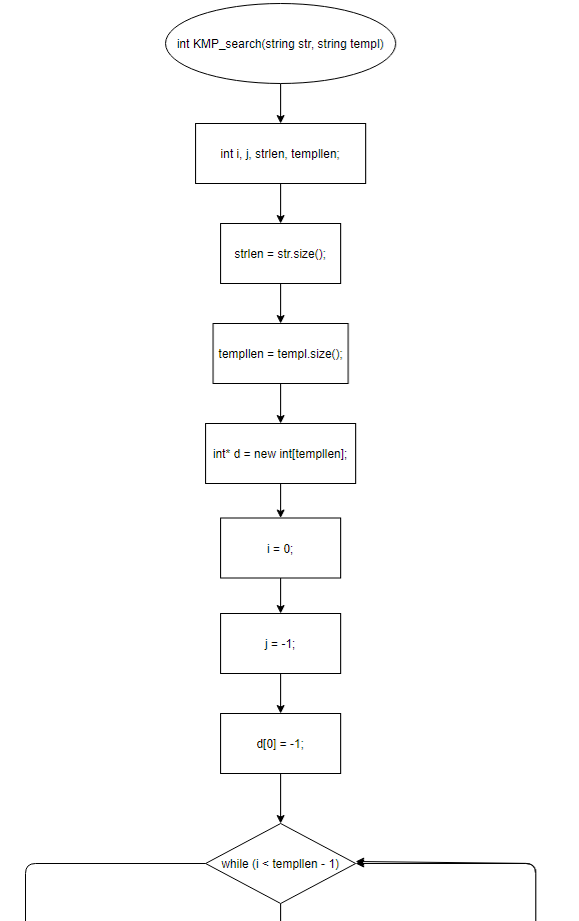 int KMP_search(string str, string templ)
int i, j, strlen, templlen;
strlen = str.size();
templlen = templ.size();
int* d = new int[templlen];
i = 0;
j = -1;
d[0] = -1;
while (i < templlen - 1)